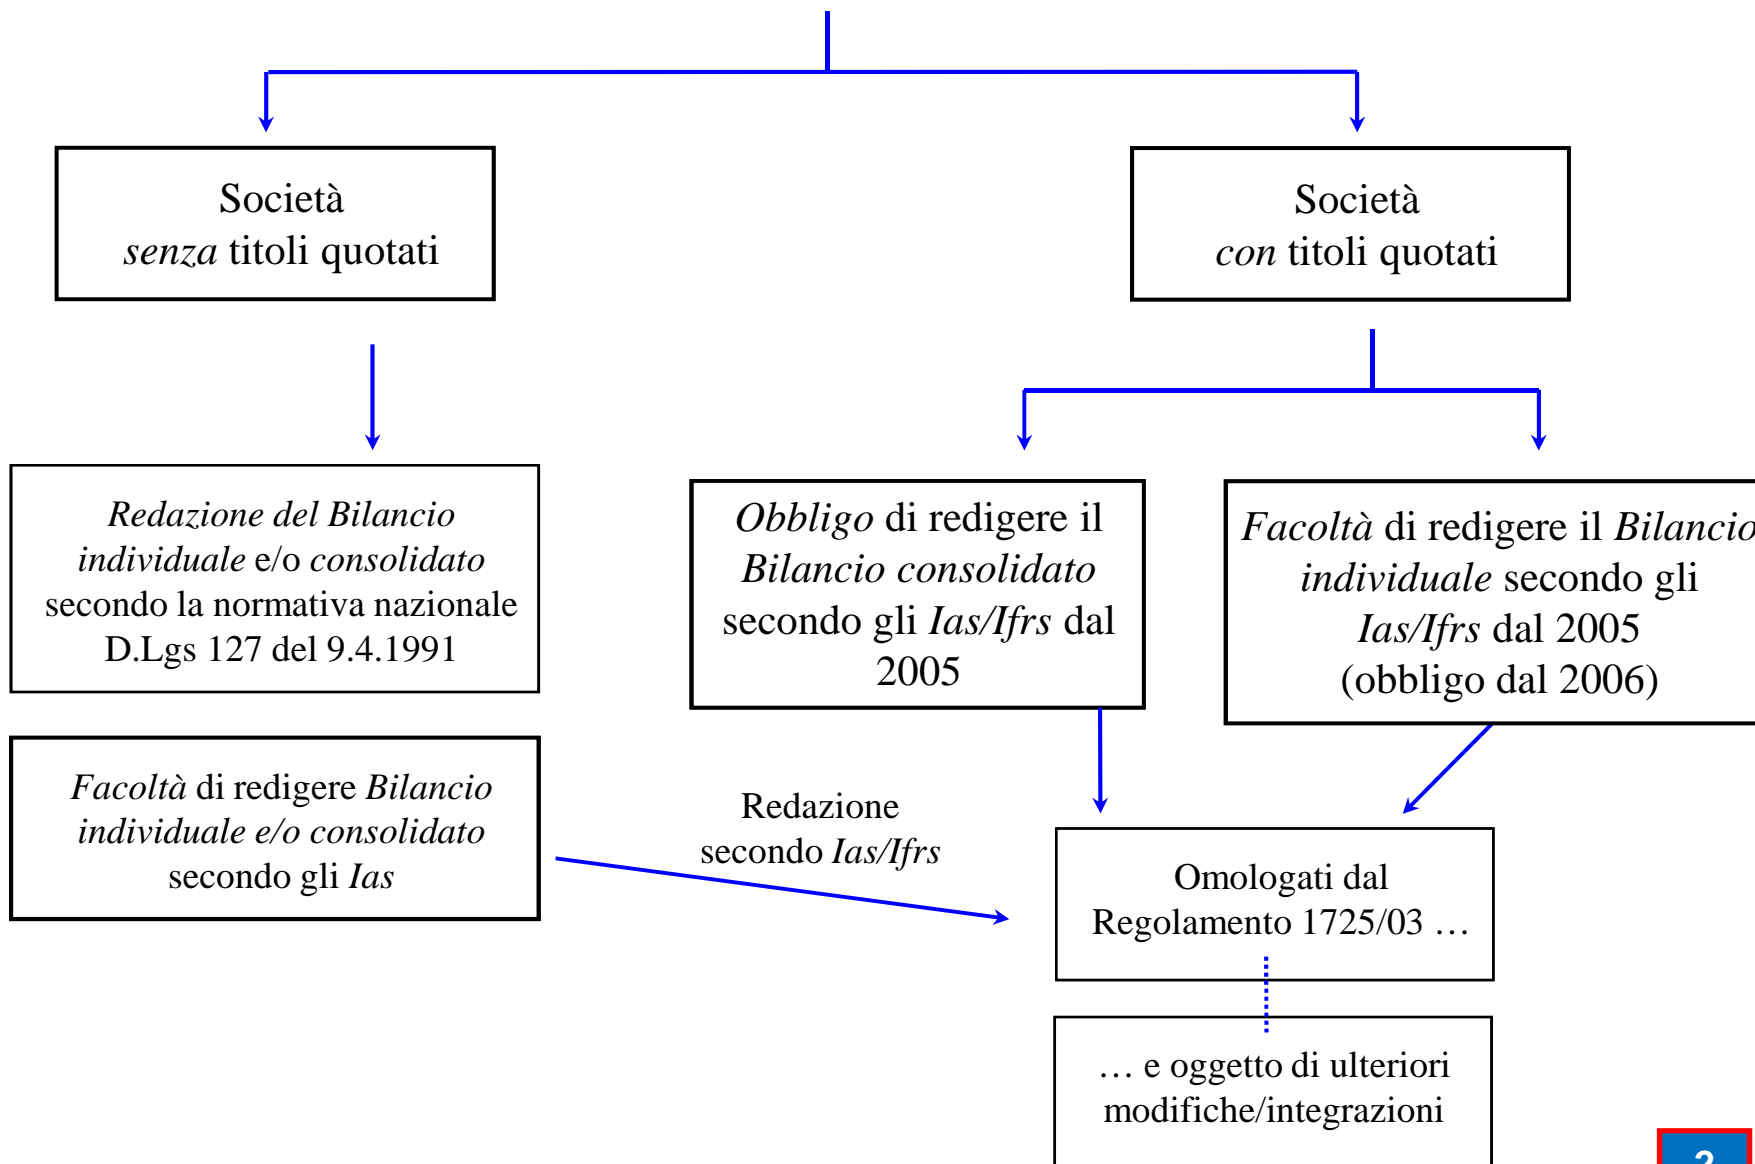 Società
senza titoli quotati
Società
con titoli quotati
Redazione del Bilancio
individuale e/o consolidato
secondo la normativa nazionale
D.Lgs 127 del 9.4.1991
Obbligo di redigere il
Bilancio consolidato
secondo gli Ias/Ifrs dal
2005
Facoltà di redigere il Bilancio
individuale secondo gli
Ias/Ifrs dal 2005
(obbligo dal 2006)
Facoltà di redigere Bilancio
individuale e/o consolidato
secondo gli Ias
Redazione
secondo Ias/Ifrs
Omologati dal
Regolamento 1725/03 …
… e oggetto di ulteriori
modifiche/integrazioni